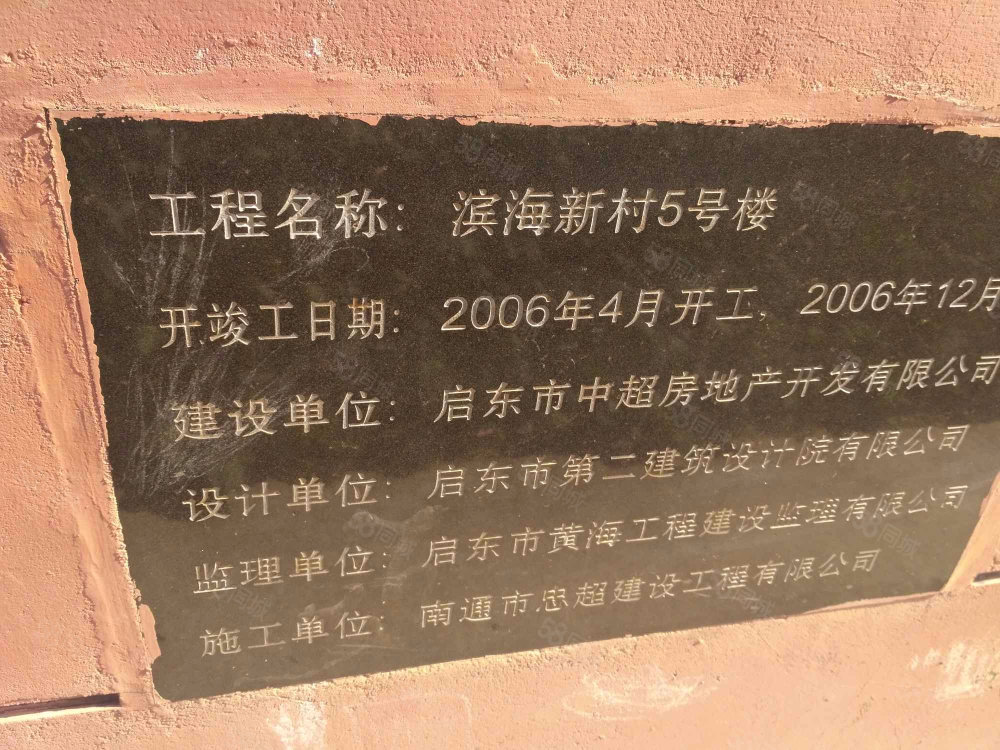 工程名称：滨海新村5号楼
开竣工日期：2006年4月开工，2006年12月
建设单位：启东市中超房地产开发有限公司
设计单位：启东市第二建筑设计院有限公司
监理单位：启东市黄海工程建设监理有限公司
施工单位：南通市忠超建设工程有限公司